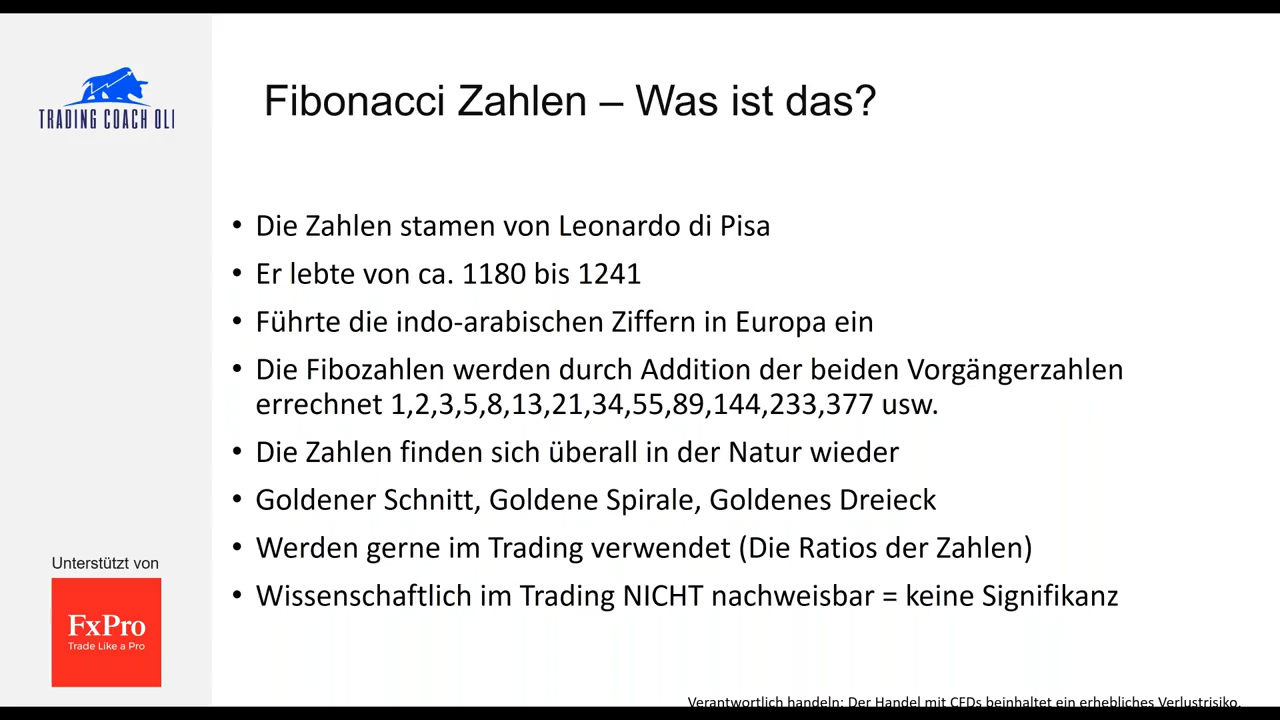 TRADING COACH OLI
Fibonacci Zahlen – Was ist das?
• Die Zahlen stamen von Leonardo di Pisa
• Er lebte von ca. 1180 bis 1241
• Führte die indo-arabischen Ziffern in Europa ein
• Die Fibozahlen werden durch Addition der beiden Vorgängerzahlen
errechnet 1,2,3,5,8,13,21,34,55,89,144,233,377 usw.
• Die Zahlen finden sich überall in der Natur wieder
• Goldener Schnitt, Goldene Spirale, Goldenes Dreieck
• Werden gerne im Trading verwendet (Die Ratios der Zahlen)
• Wissenschaftlich im Trading NICHT nachweisbar = keine Signifikanz
Unterstützt von
FxPro
Trade Like a Pro
Verantwortlich handeln: Der Handel mit CFDs beinhaltet ein erhebliches Verlustrisiko.